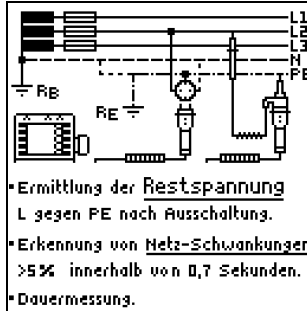 L1
L2
L3
N
PE
RB
RE
▪Ermittlung der Restspannung
L gegen PE nach Ausschaltung.
▪Erkennung von Netz-Schwankungen
>5% innerhalb von 0,7 Sekunden.
▪Dauermessung.